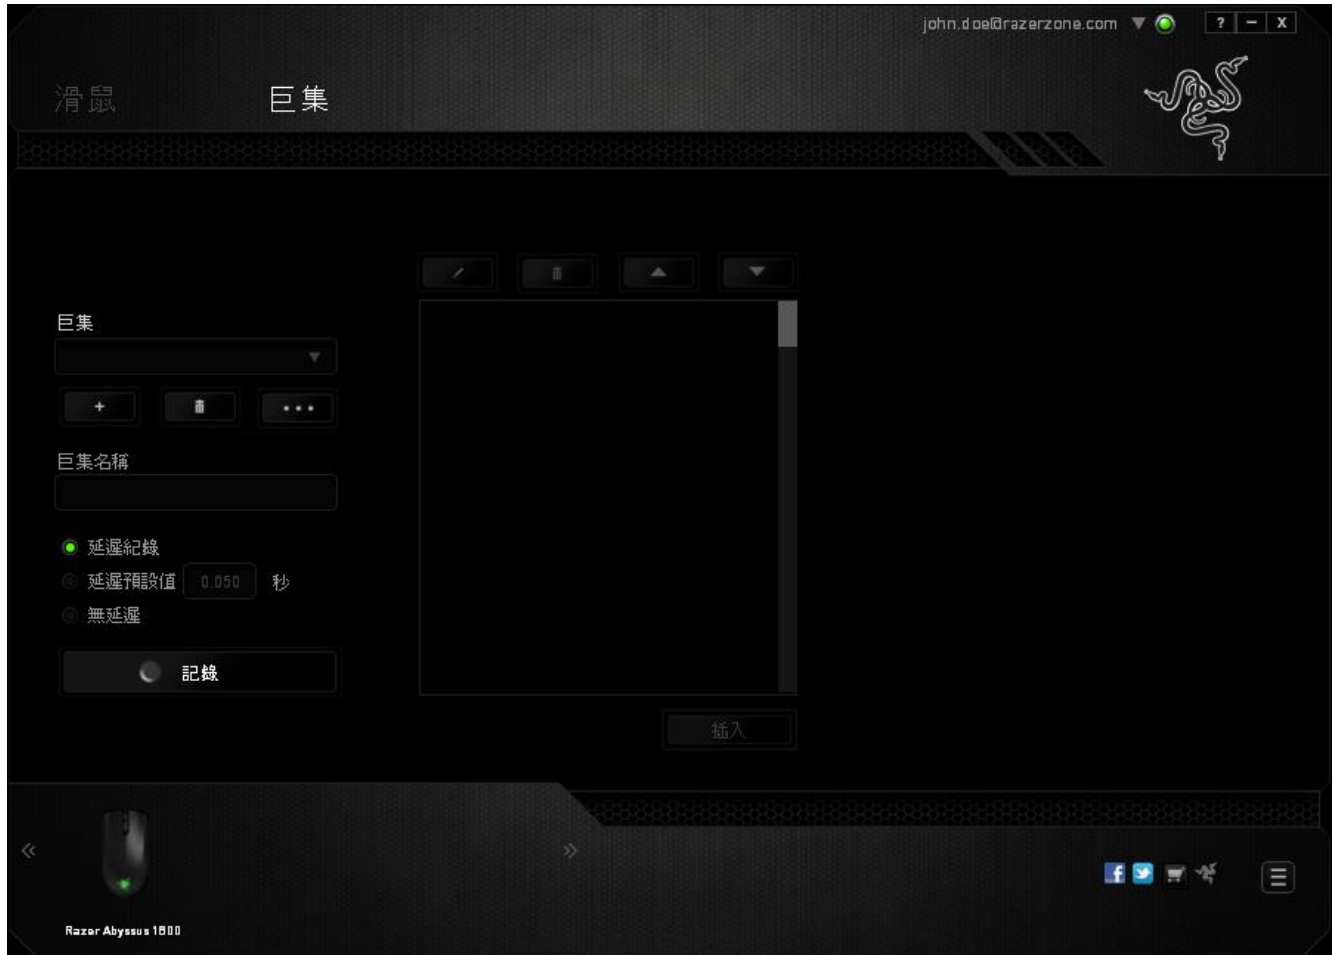 john.doe@razerzone.com
? – X
滑鼠 巨集
巨集
巨集名稱
延遲紀錄
延遲預設值 0.050 秒
無延遲
記錄
插入
Razer Abyssus 1800